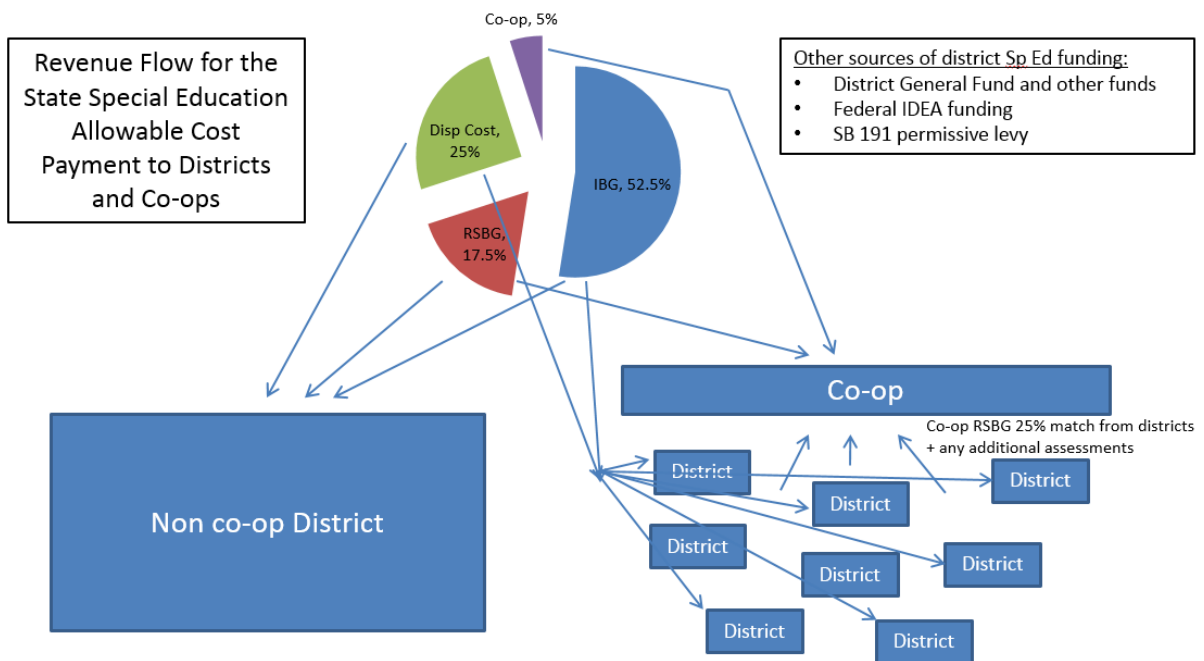 Revenue Flow for the
State Special Education
Allowable Cost
Payment to Districts
and Co-ops
Co-op, 5%
Disp Cost,
25%
IBG, 52.5%
RSBG,
17.5%
Other sources of district Sp Ed funding:
• District General Fund and other funds
• Federal IDEA funding
• SB 191 permissive levy
Non co-op District
Co-op
Co-op RSBG 25% match from districts
+ any additional assessments
District
District
District
District
District
District
District
District